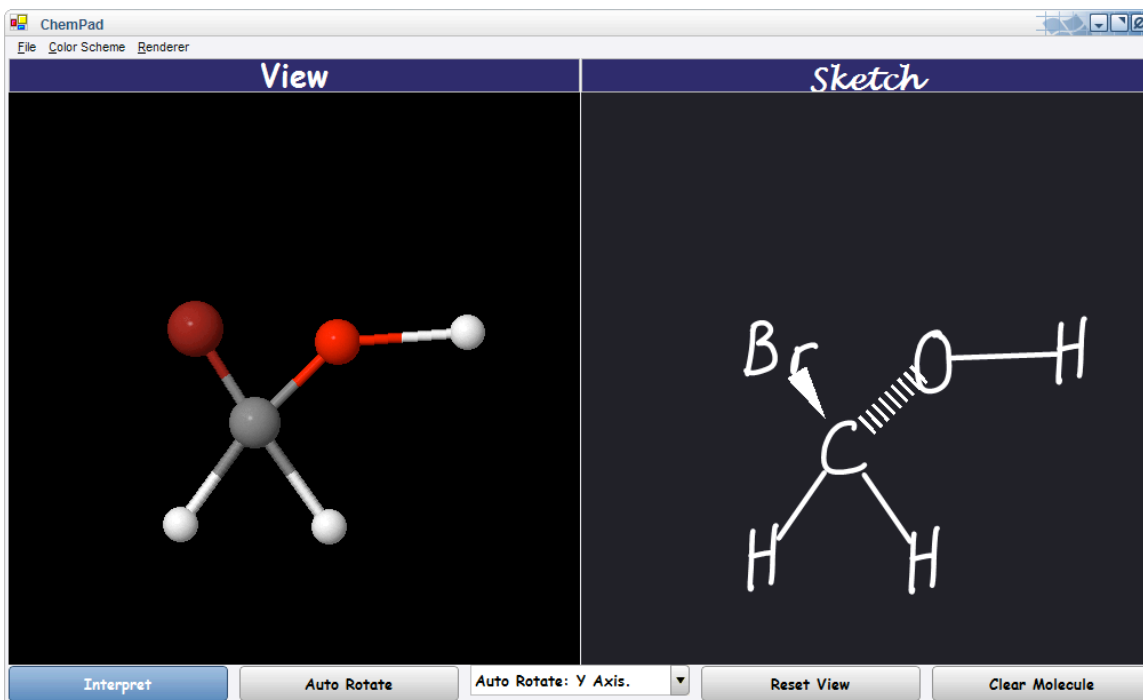 ChemPad
File Color Scheme Renderer
View
Sketch
Br
O
H
C
H
H
Interpret
Auto Rotate
Auto Rotate: Y Axis.
Reset View
Clear Molecule